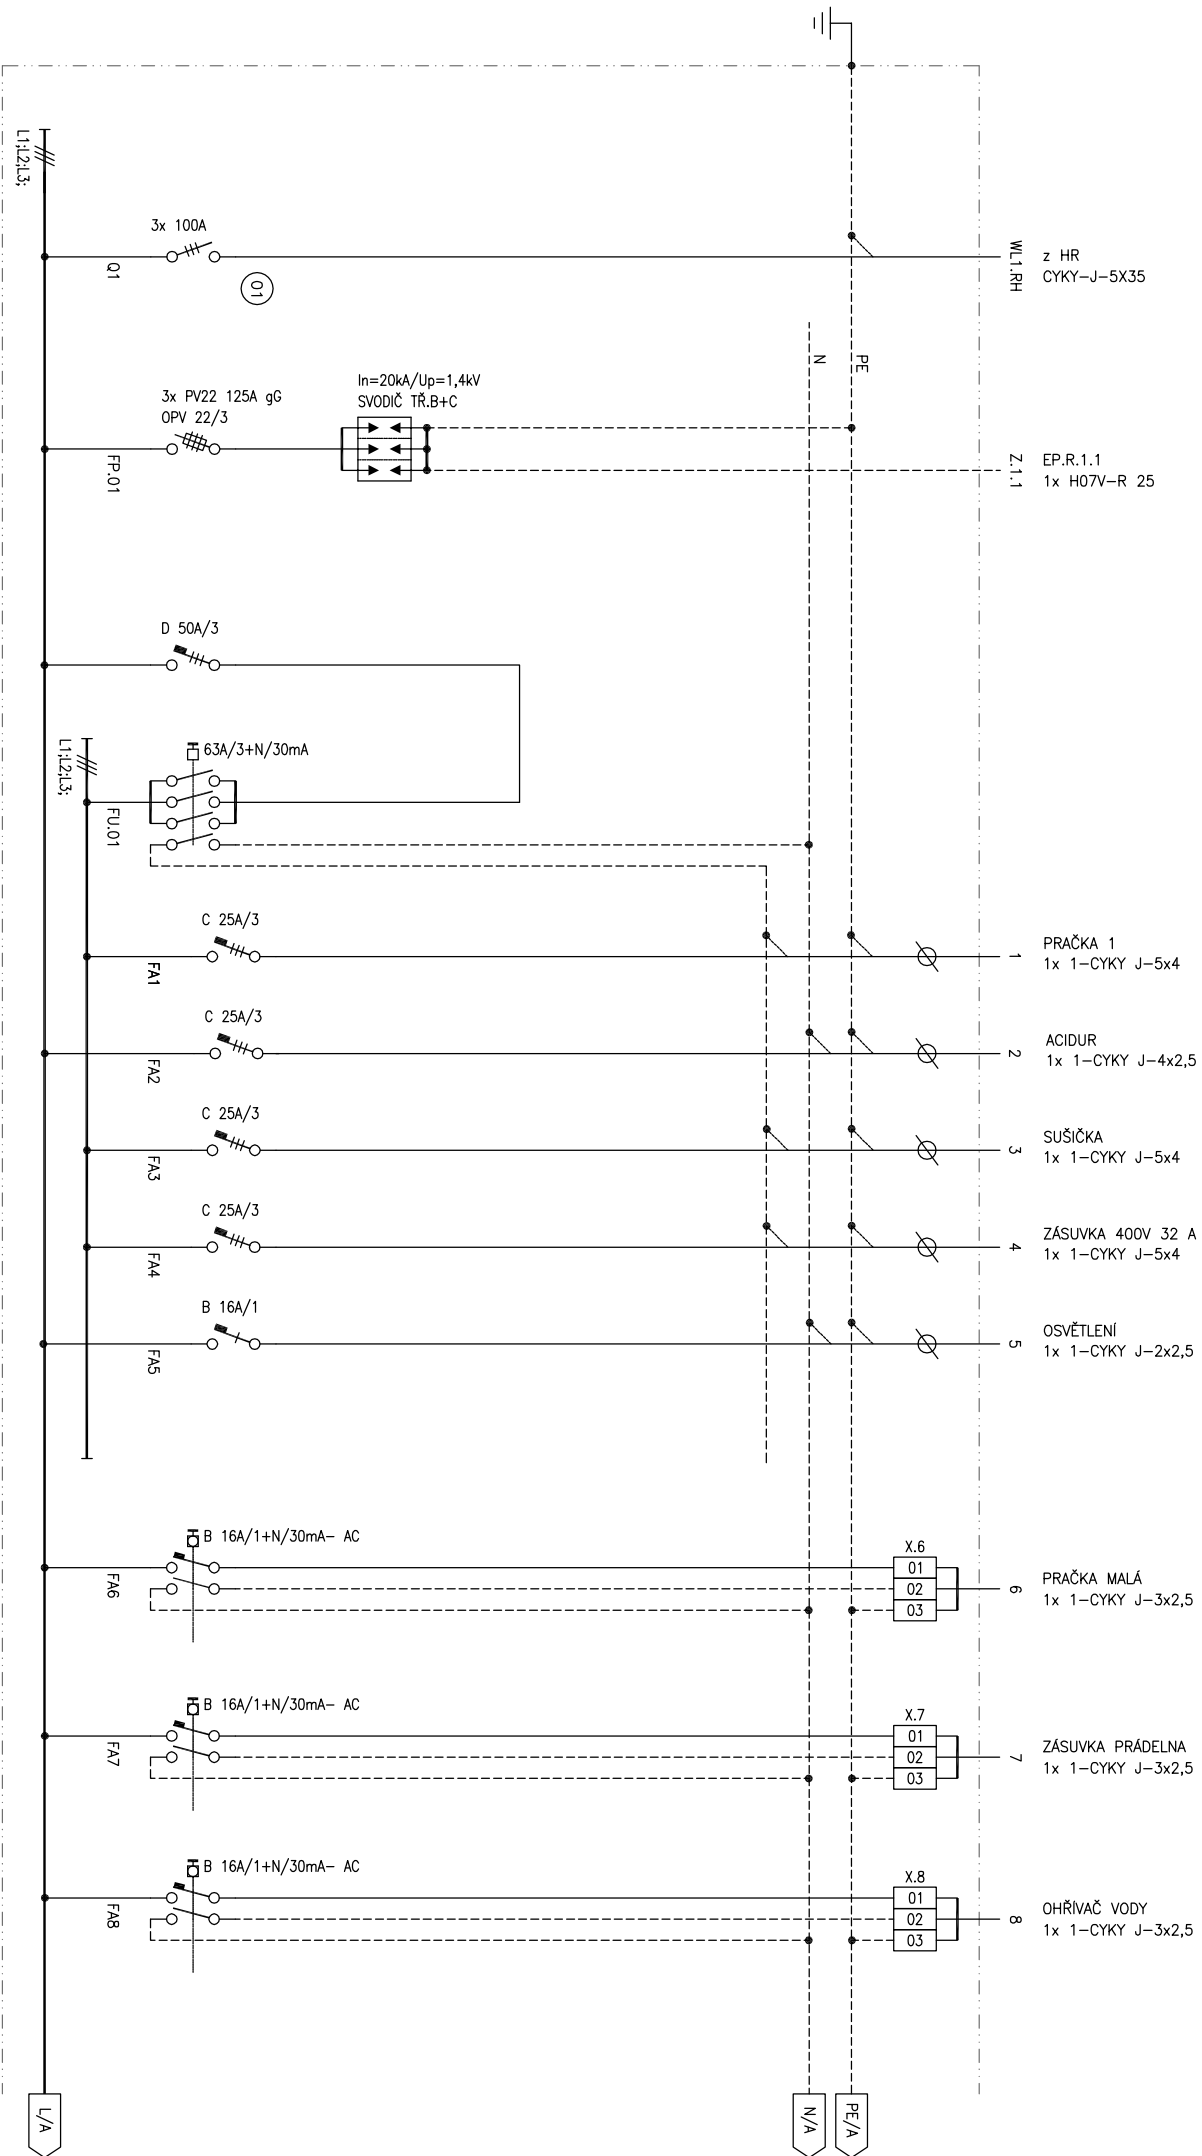 L1;L2;L3;
3x 100A
Q1
01
WL1.RH
z HR
CYKY-J-5X35
N
PE
3x PV22 125A gG
OPV 22/3
FP.01
In=20kA/Up=1,4kV
SVODIČ TŘ.B+C
Z.1.1
EP.R.1.1
1x H07V-R 25
D 50A/3
L1;L2;L3;
63A/3+N/30mA
FU.01
C 25A/3
FA1
1
PRAČKA 1
1x 1-CYKY J-5x4
C 25A/3
FA2
2
ACIDUR
1x 1-CYKY J-4x2,5
C 25A/3
FA3
3
SUŠIČKA
1x 1-CYKY J-5x4
C 25A/3
FA4
4
ZÁSUVKA 400V 32 A
1x 1-CYKY J-5x4
B 16A/1
FA5
5
OSVĚTLENÍ
1x 1-CYKY J-2x2,5
B 16A/1+N/30mA- AC
FA6
X.6
01
02
03
6
PRAČKA MALÁ
1x 1-CYKY J-3x2,5
B 16A/1+N/30mA- AC
FA7
X.7
01
02
03
7
ZÁSUVKA PRÁDELNA
1x 1-CYKY J-3x2,5
B 16A/1+N/30mA- AC
FA8
X.8
01
02
03
8
OHŘÍVAČ VODY
1x 1-CYKY J-3x2,5
L/A
N/A
PE/A